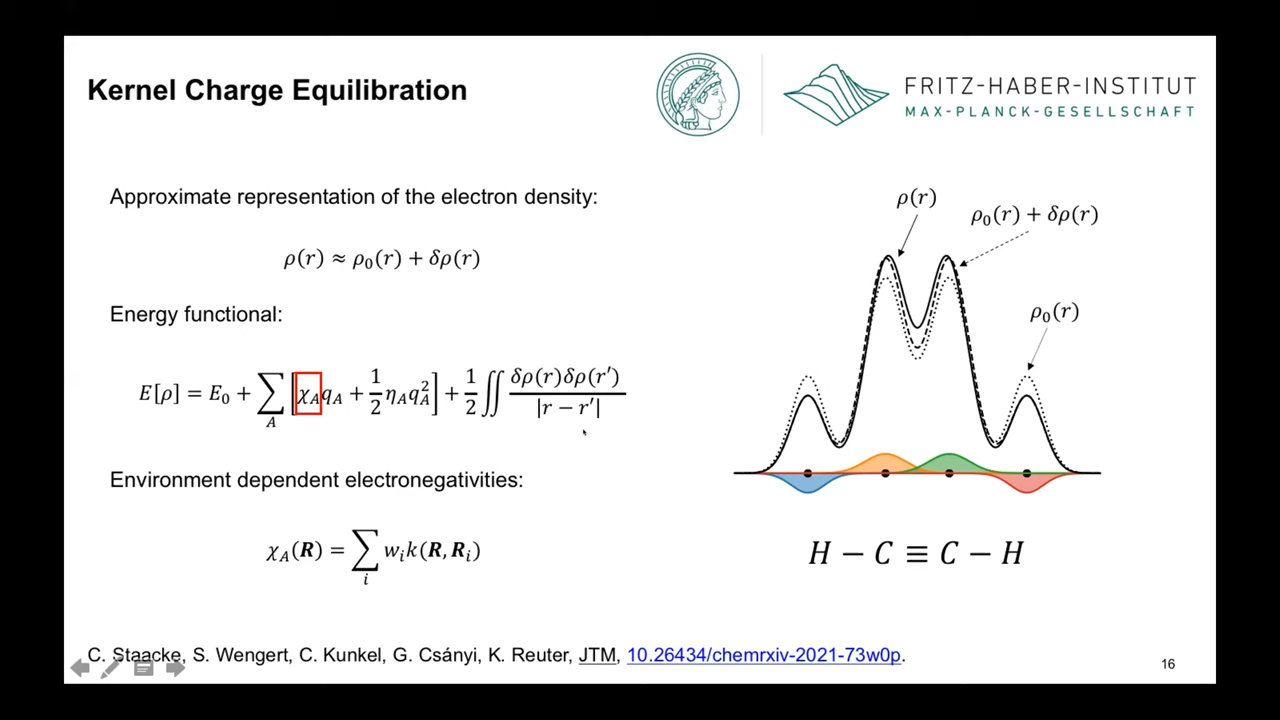 Kernel Charge Equilibration
FRITZ-HABER-INSTITUT
MAX-PLANCK-GESELLSCHAFT
Approximate representation of the electron density:
ρ(r) ≈ ρ₀(r) + δρ(r)
Energy functional:
E[ρ] = E₀ + ∑_A [χ_A q_A + 1/2 η_A q_A²] + 1/2 ∬ δρ(r)δρ(r′) / |r − r′|
Environment dependent electronegativities:
χ_A(R) = ∑_i w_i k(R, R_i)
ρ(r)
ρ₀(r) + δρ(r)
ρ₀(r)
H − C ≡ C − H
C. Staacke, S. Wengert, C. Kunkel, G. Csányi, K. Reuter, JTM, 10.26434/chemrxiv-2021-73w0p.
16